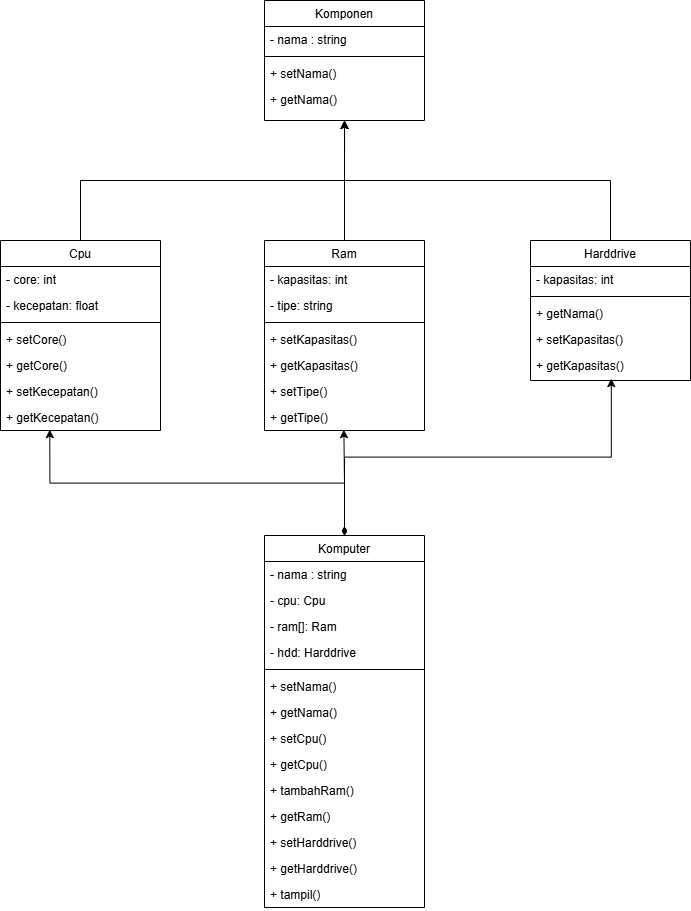 Komponen
- nama : string
+ setNama()
+ getNama()
Cpu
- core: int
- kecepatan: float
+ setCore()
+ getCore()
+ setKecepatan()
+ getKecepatan()
Ram
- kapasitas: int
- tipe: string
+ setKapasitas()
+ getKapasitas()
+ setTipe()
+ getTipe()
Harddrive
- kapasitas: int
+ getNama()
+ setKapasitas()
+ getKapasitas()
Komputer
- nama : string
- cpu: Cpu
- ram[]: Ram
- hdd: Harddrive
+ setNama()
+ getNama()
+ setCpu()
+ getCpu()
+ tambahRam()
+ getRam()
+ setHarddrive()
+ getHarddrive()
+ tampil()